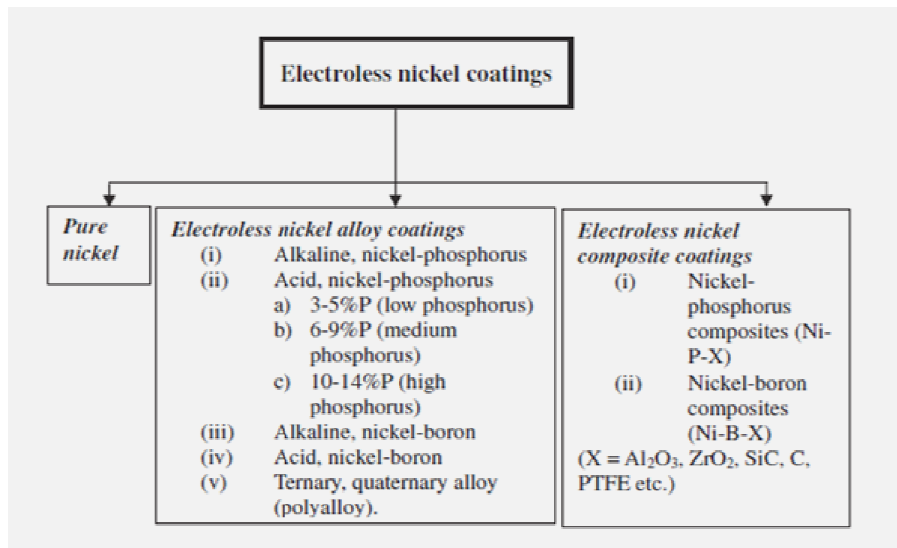 Electroless nickel coatings
Pure
nickel
Electroless nickel alloy coatings
(i) Alkaline, nickel-phosphorus
(ii) Acid, nickel-phosphorus
a) 3-5%P (low phosphorus)
b) 6-9%P (medium
phosphorus)
c) 10-14%P (high
phosphorus)
(iii) Alkaline, nickel-boron
(iv) Acid, nickel-boron
(v) Ternary, quaternary alloy
(polyalloy).
Electroless nickel
composite coatings
(i) Nickel-
phosphorus
composites (Ni-
P-X)
(ii) Nickel-boron
composites
(Ni-B-X)
(X = Al₂O₃, ZrO₂, SiC, C,
PTFE etc.)